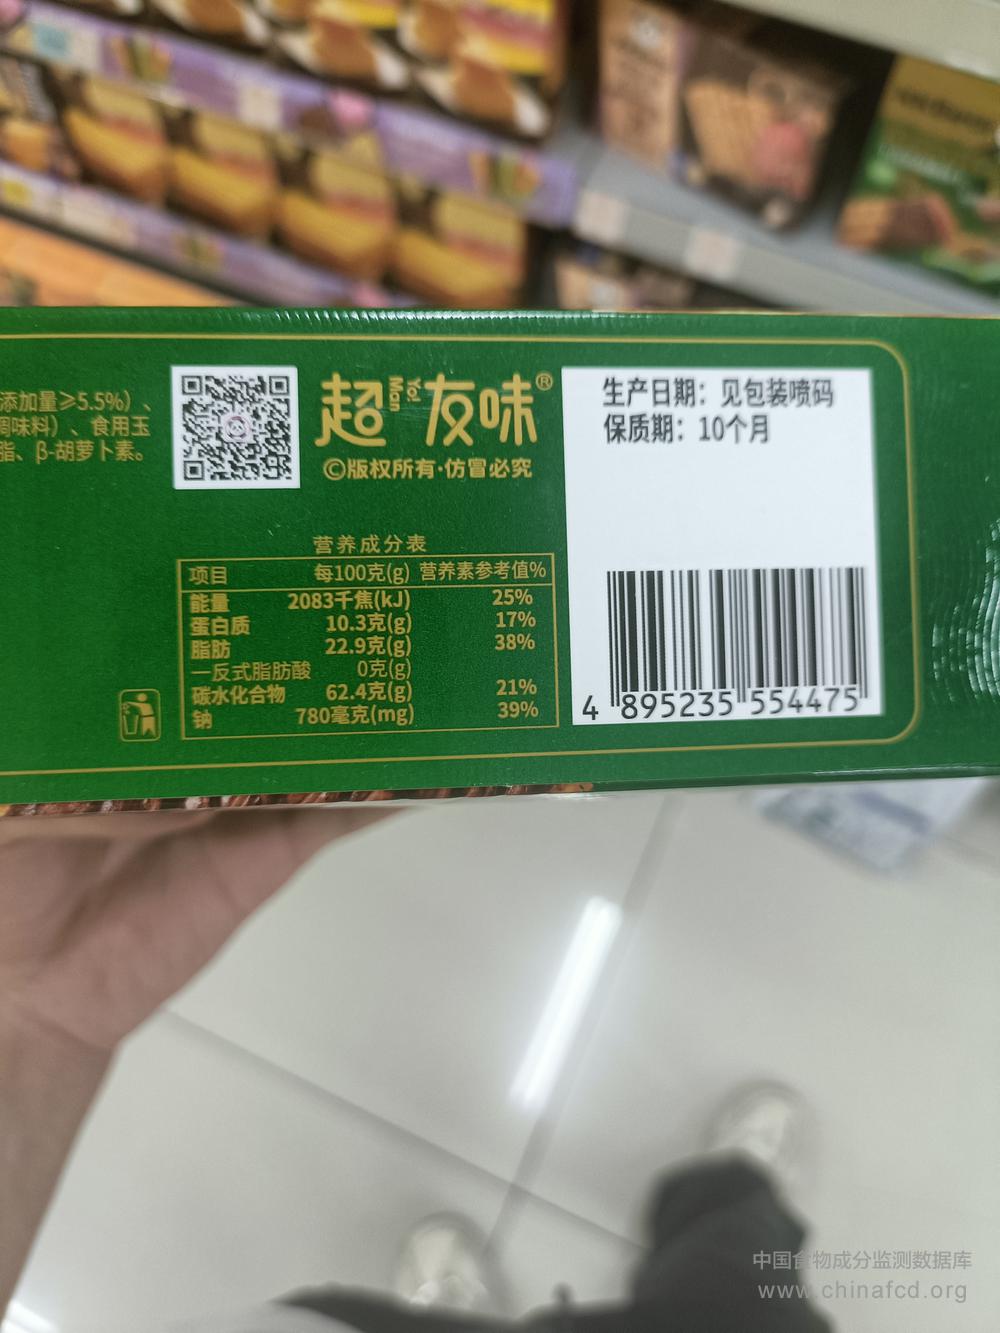 添加量≥5.5%）、
调味料）、食用玉
脂、β-胡萝卜素。
超友味®
Yo!
Man
©版权所有·仿冒必究
生产日期：见包装喷码
保质期：10个月
营养成分表
项目 每100克(g) 营养素参考值%
能量 2083千焦(kJ) 25%
蛋白质 10.3克(g) 17%
脂肪 22.9克(g) 38%
—反式脂肪酸 0克(g)
碳水化合物 62.4克(g) 21%
钠 780毫克(mg) 39%
4 895235 554475
中国食物成分监测数据库
www.chinafcd.org